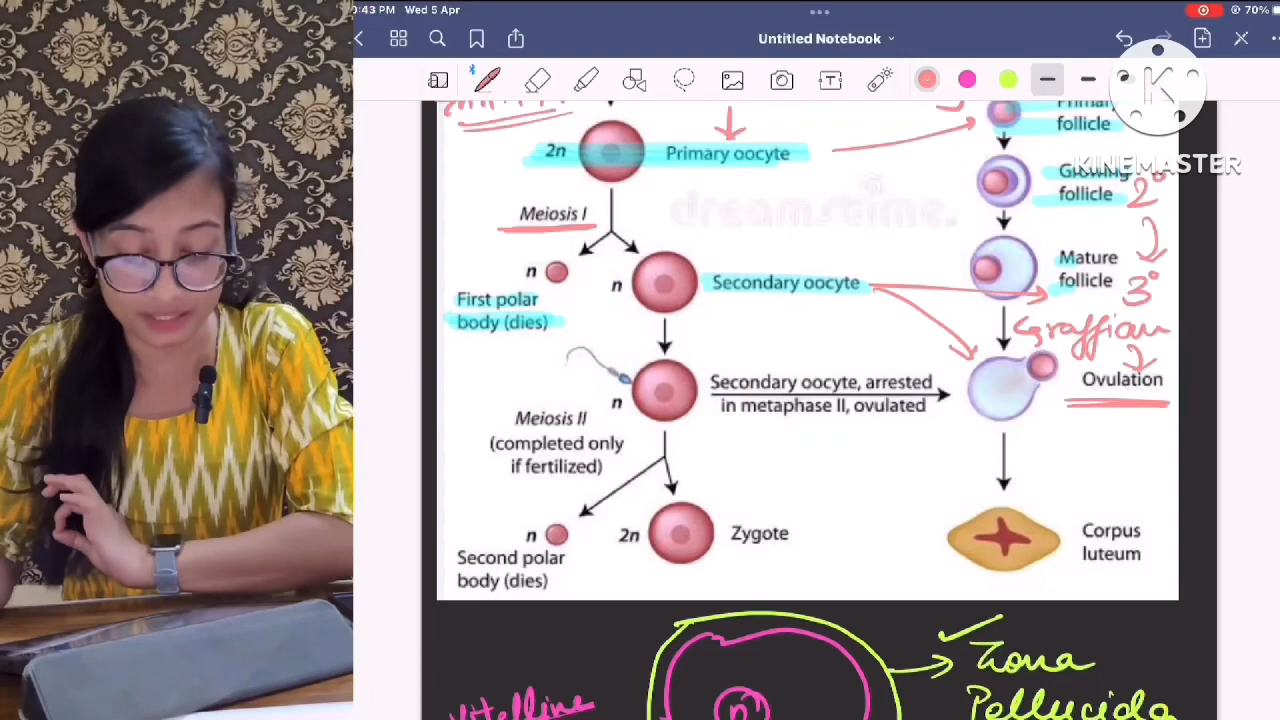 0:43 PM Wed 5 Apr
70%
Untitled Notebook
K
KINEMASTER
Primary
follicle
2n
Primary oocyte
Growing
follicle
2°
dreamstime.
Meiosis I
n
First polar
body (dies)
n
Secondary oocyte
Mature
follicle
3°
Graffian
Ovulation
Secondary oocyte, arrested
in metaphase II, ovulated
n
Meiosis II
(completed only
if fertilized)
n
Second polar
body (dies)
2n
Zygote
Corpus
luteum
Zona
Pellucida
Vitelline
n